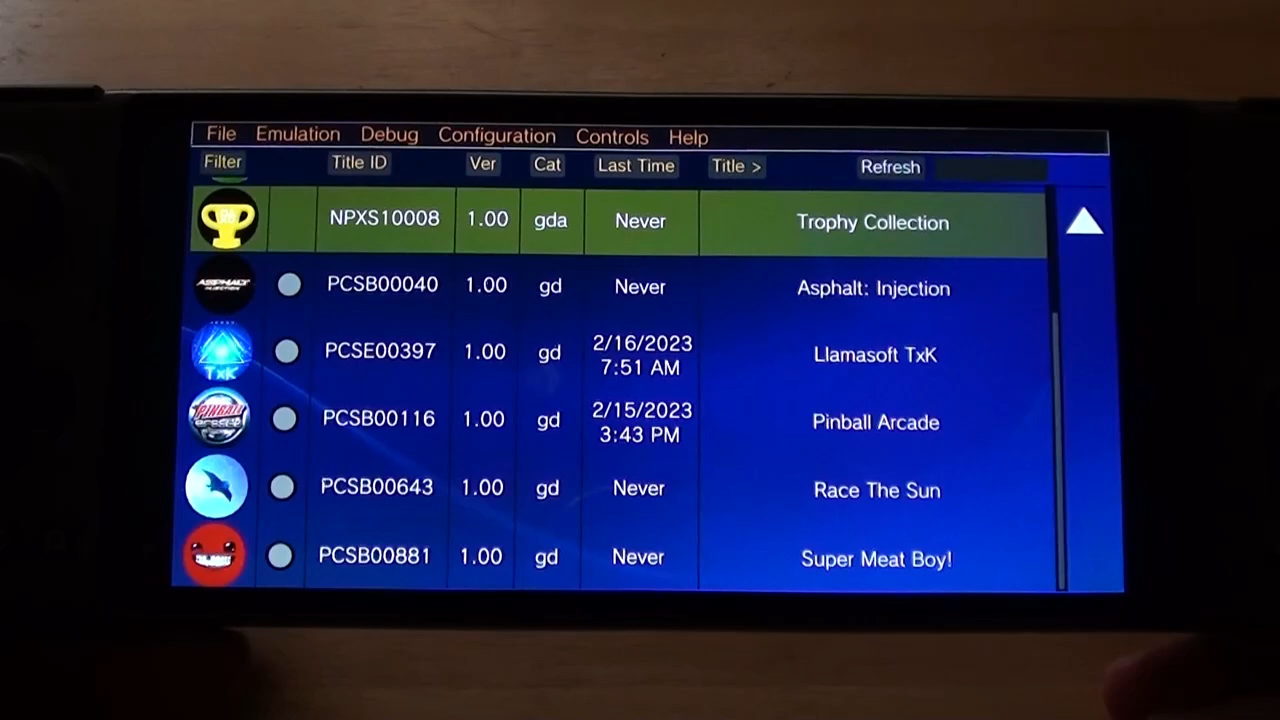 File Emulation Debug Configuration Controls Help
Filter Title ID Ver Cat Last Time Title > Refresh
NPXS10008 1.00 gda Never Trophy Collection
ASPHALT
PCSB00040 1.00 gd Never Asphalt: Injection
TxK
PCSE00397 1.00 gd 2/16/2023 7:51 AM Llamasoft TxK
PINBALL
PCSB00116 1.00 gd 2/15/2023 3:43 PM Pinball Arcade
PCSB00643 1.00 gd Never Race The Sun
PCSB00881 1.00 gd Never Super Meat Boy!